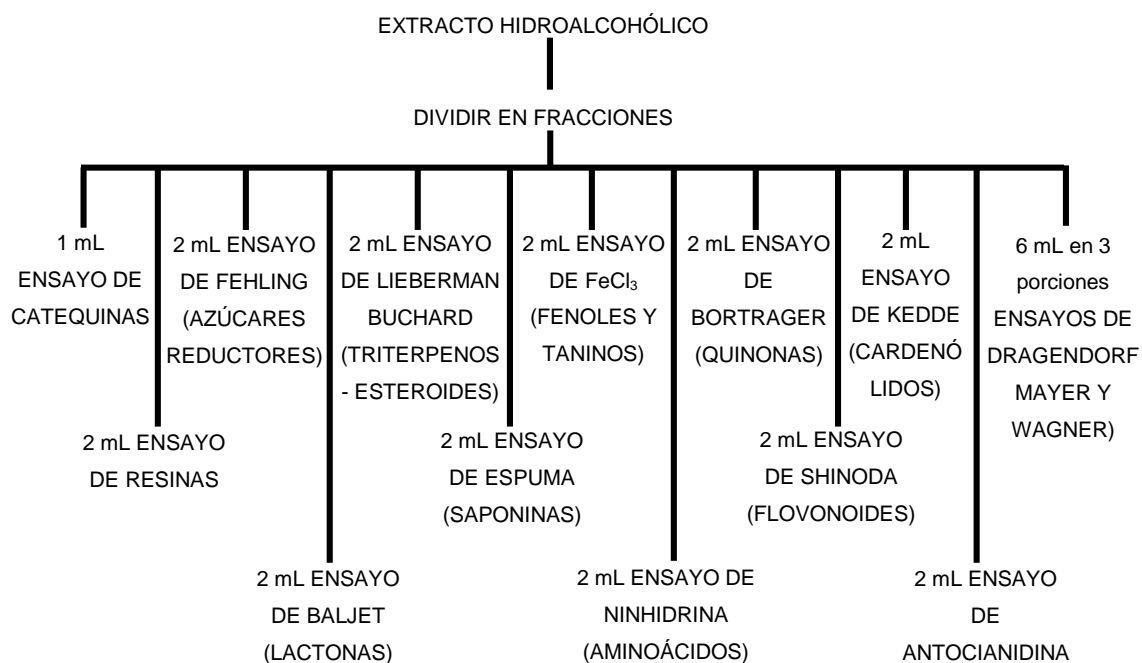 EXTRACTO HIDROALCOHÓLICO
DIVIDIR EN FRACCIONES
1 mL
ENSAYO DE
CATEQUINAS
2 mL ENSAYO
DE RESINAS
2 mL ENSAYO
DE FEHLING
(AZÚCARES
REDUCTORES)
2 mL ENSAYO
DE BALJET
(LACTONAS)
2 mL ENSAYO
DE LIEBERMAN
BUCHARD
(TRITERPENOS
- ESTEROIDES)
2 mL ENSAYO
DE ESPUMA
(SAPONINAS)
2 mL ENSAYO
DE FeCl₃
(FENOLES Y
TANINOS)
2 mL ENSAYO DE
NINHIDRINA
(AMINOÁCIDOS)
2 mL ENSAYO
DE
BORTRAGER
(QUINONAS)
2 mL ENSAYO
DE SHINODA
(FLOVONOIDES)
2 mL
ENSAYO
DE KEDDE
(CARDENÓ
LIDOS)
2 mL ENSAYO
DE
ANTOCIANIDINA
6 mL en 3
porciones
ENSAYOS DE
DRAGENDORF
MAYER Y
WAGNER)